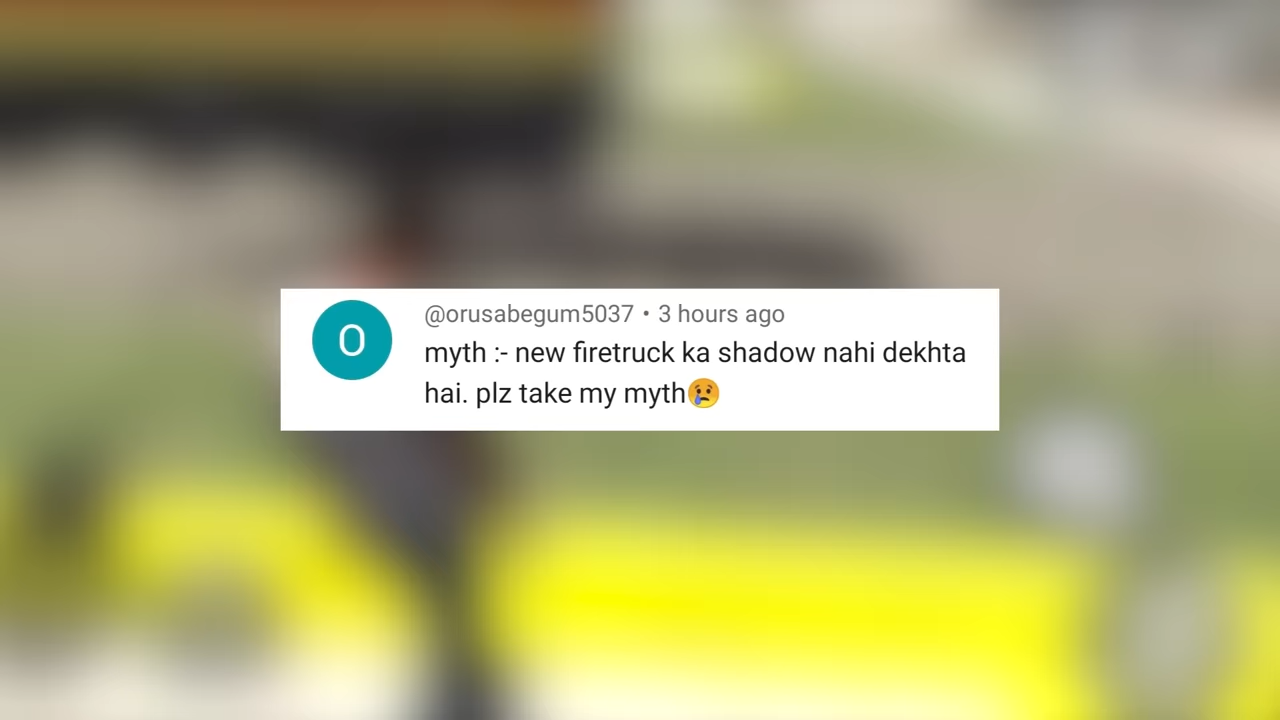 O
@orusabegum5037 • 3 hours ago
myth :- new firetruck ka shadow nahi dekhta
hai. plz take my myth😢